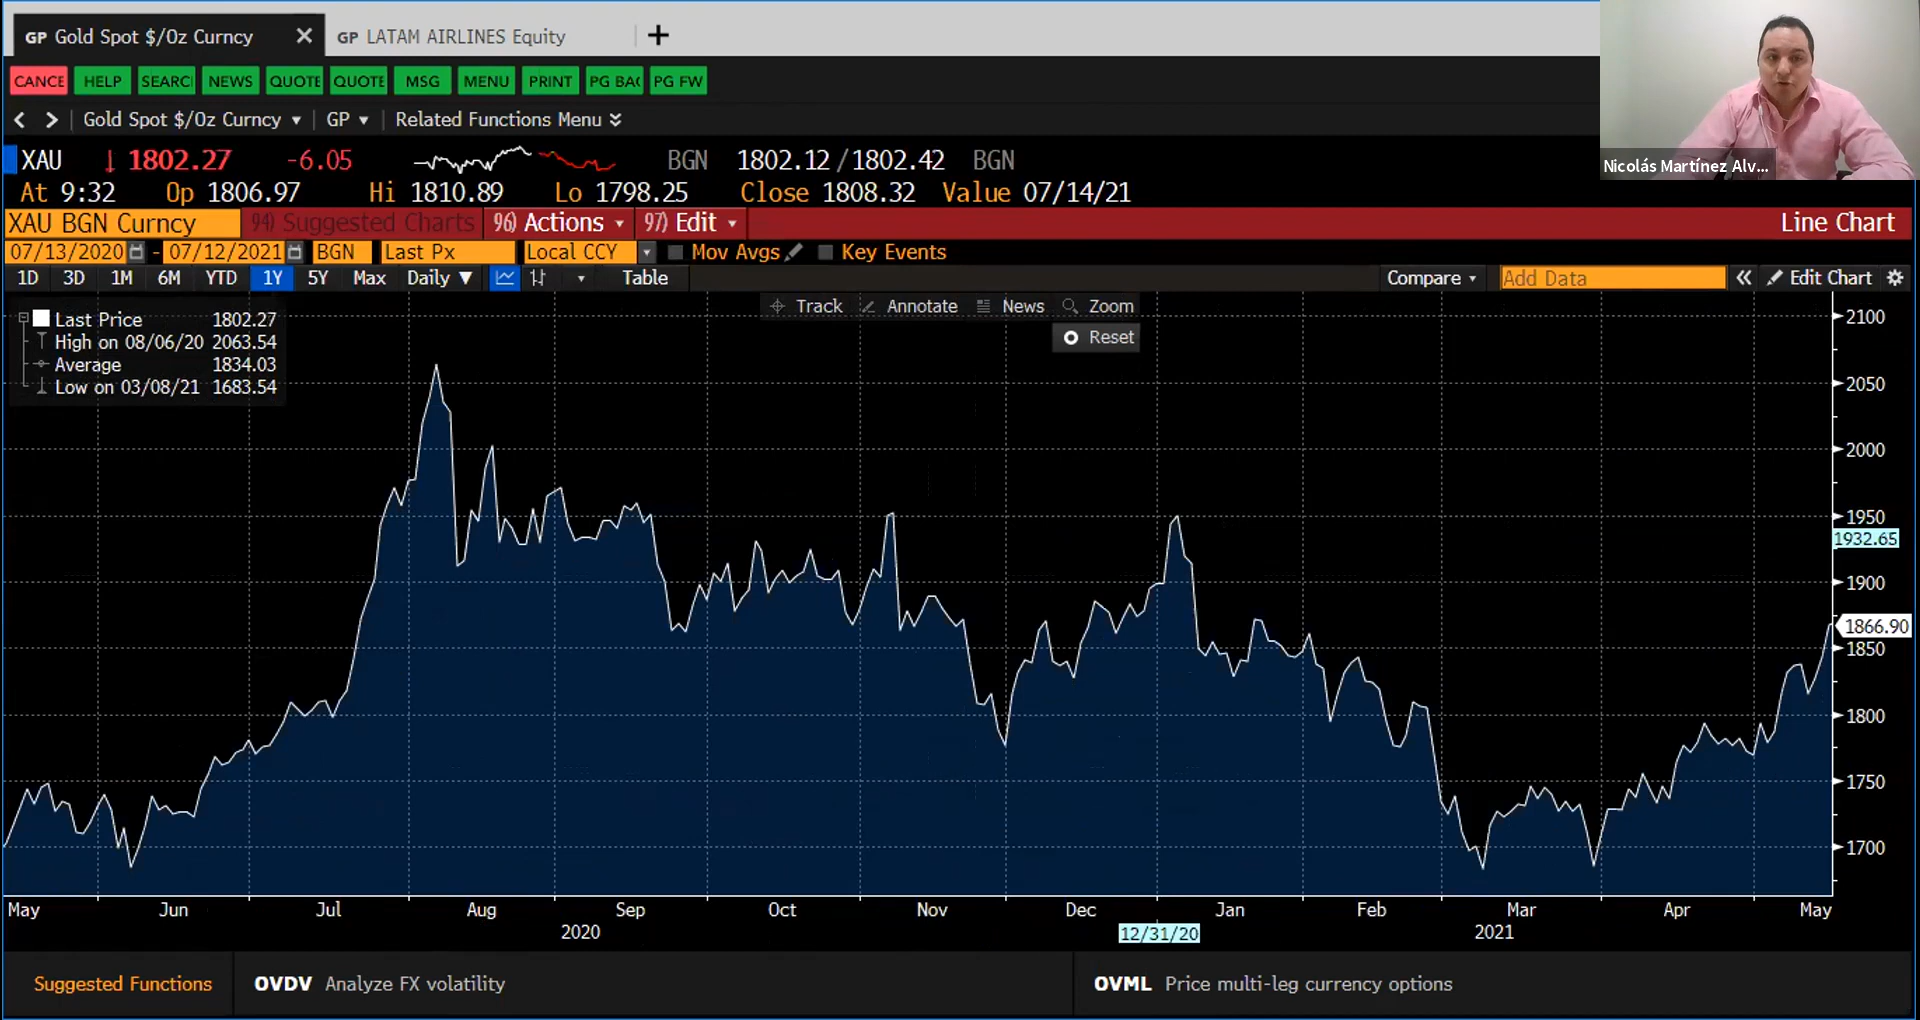 GP Gold Spot $/Oz Curncy GP LATAM AIRLINES Equity
CANCE HELP SEARCI NEWS QUOTE QUOTE MSG MENU PRINT PG BA( PG FW
Gold Spot $/Oz Curncy GP Related Functions Menu
XAU 1802.27 -6.05 BGN 1802.12 /1802.42 BGN
Nicolás Martínez Alv...
At 9:32 Op 1806.97 Hi 1810.89 Lo 1798.25 Close 1808.32 Value 07/14/21
XAU BGN Curncy 94) Suggested Charts 96) Actions 97) Edit Line Chart
07/13/2020 - 07/12/2021 BGN Last Px Local CCY Mov Avgs Key Events
1D 3D 1M 6M YTD 1Y 5Y Max Daily Table Compare Add Data Edit Chart
Track Annotate News Zoom
Reset
Last Price 1802.27
High on 08/06/20 2063.54
Average 1834.03
Low on 03/08/21 1683.54
2100
2050
2000
1950
1932.65
1900
1866.90
1850
1800
1750
1700
May Jun Jul Aug Sep Oct Nov Dec Jan Feb Mar Apr May
2020 12/31/20 2021
Suggested Functions OVDV Analyze FX volatility OVML Price multi-leg currency options